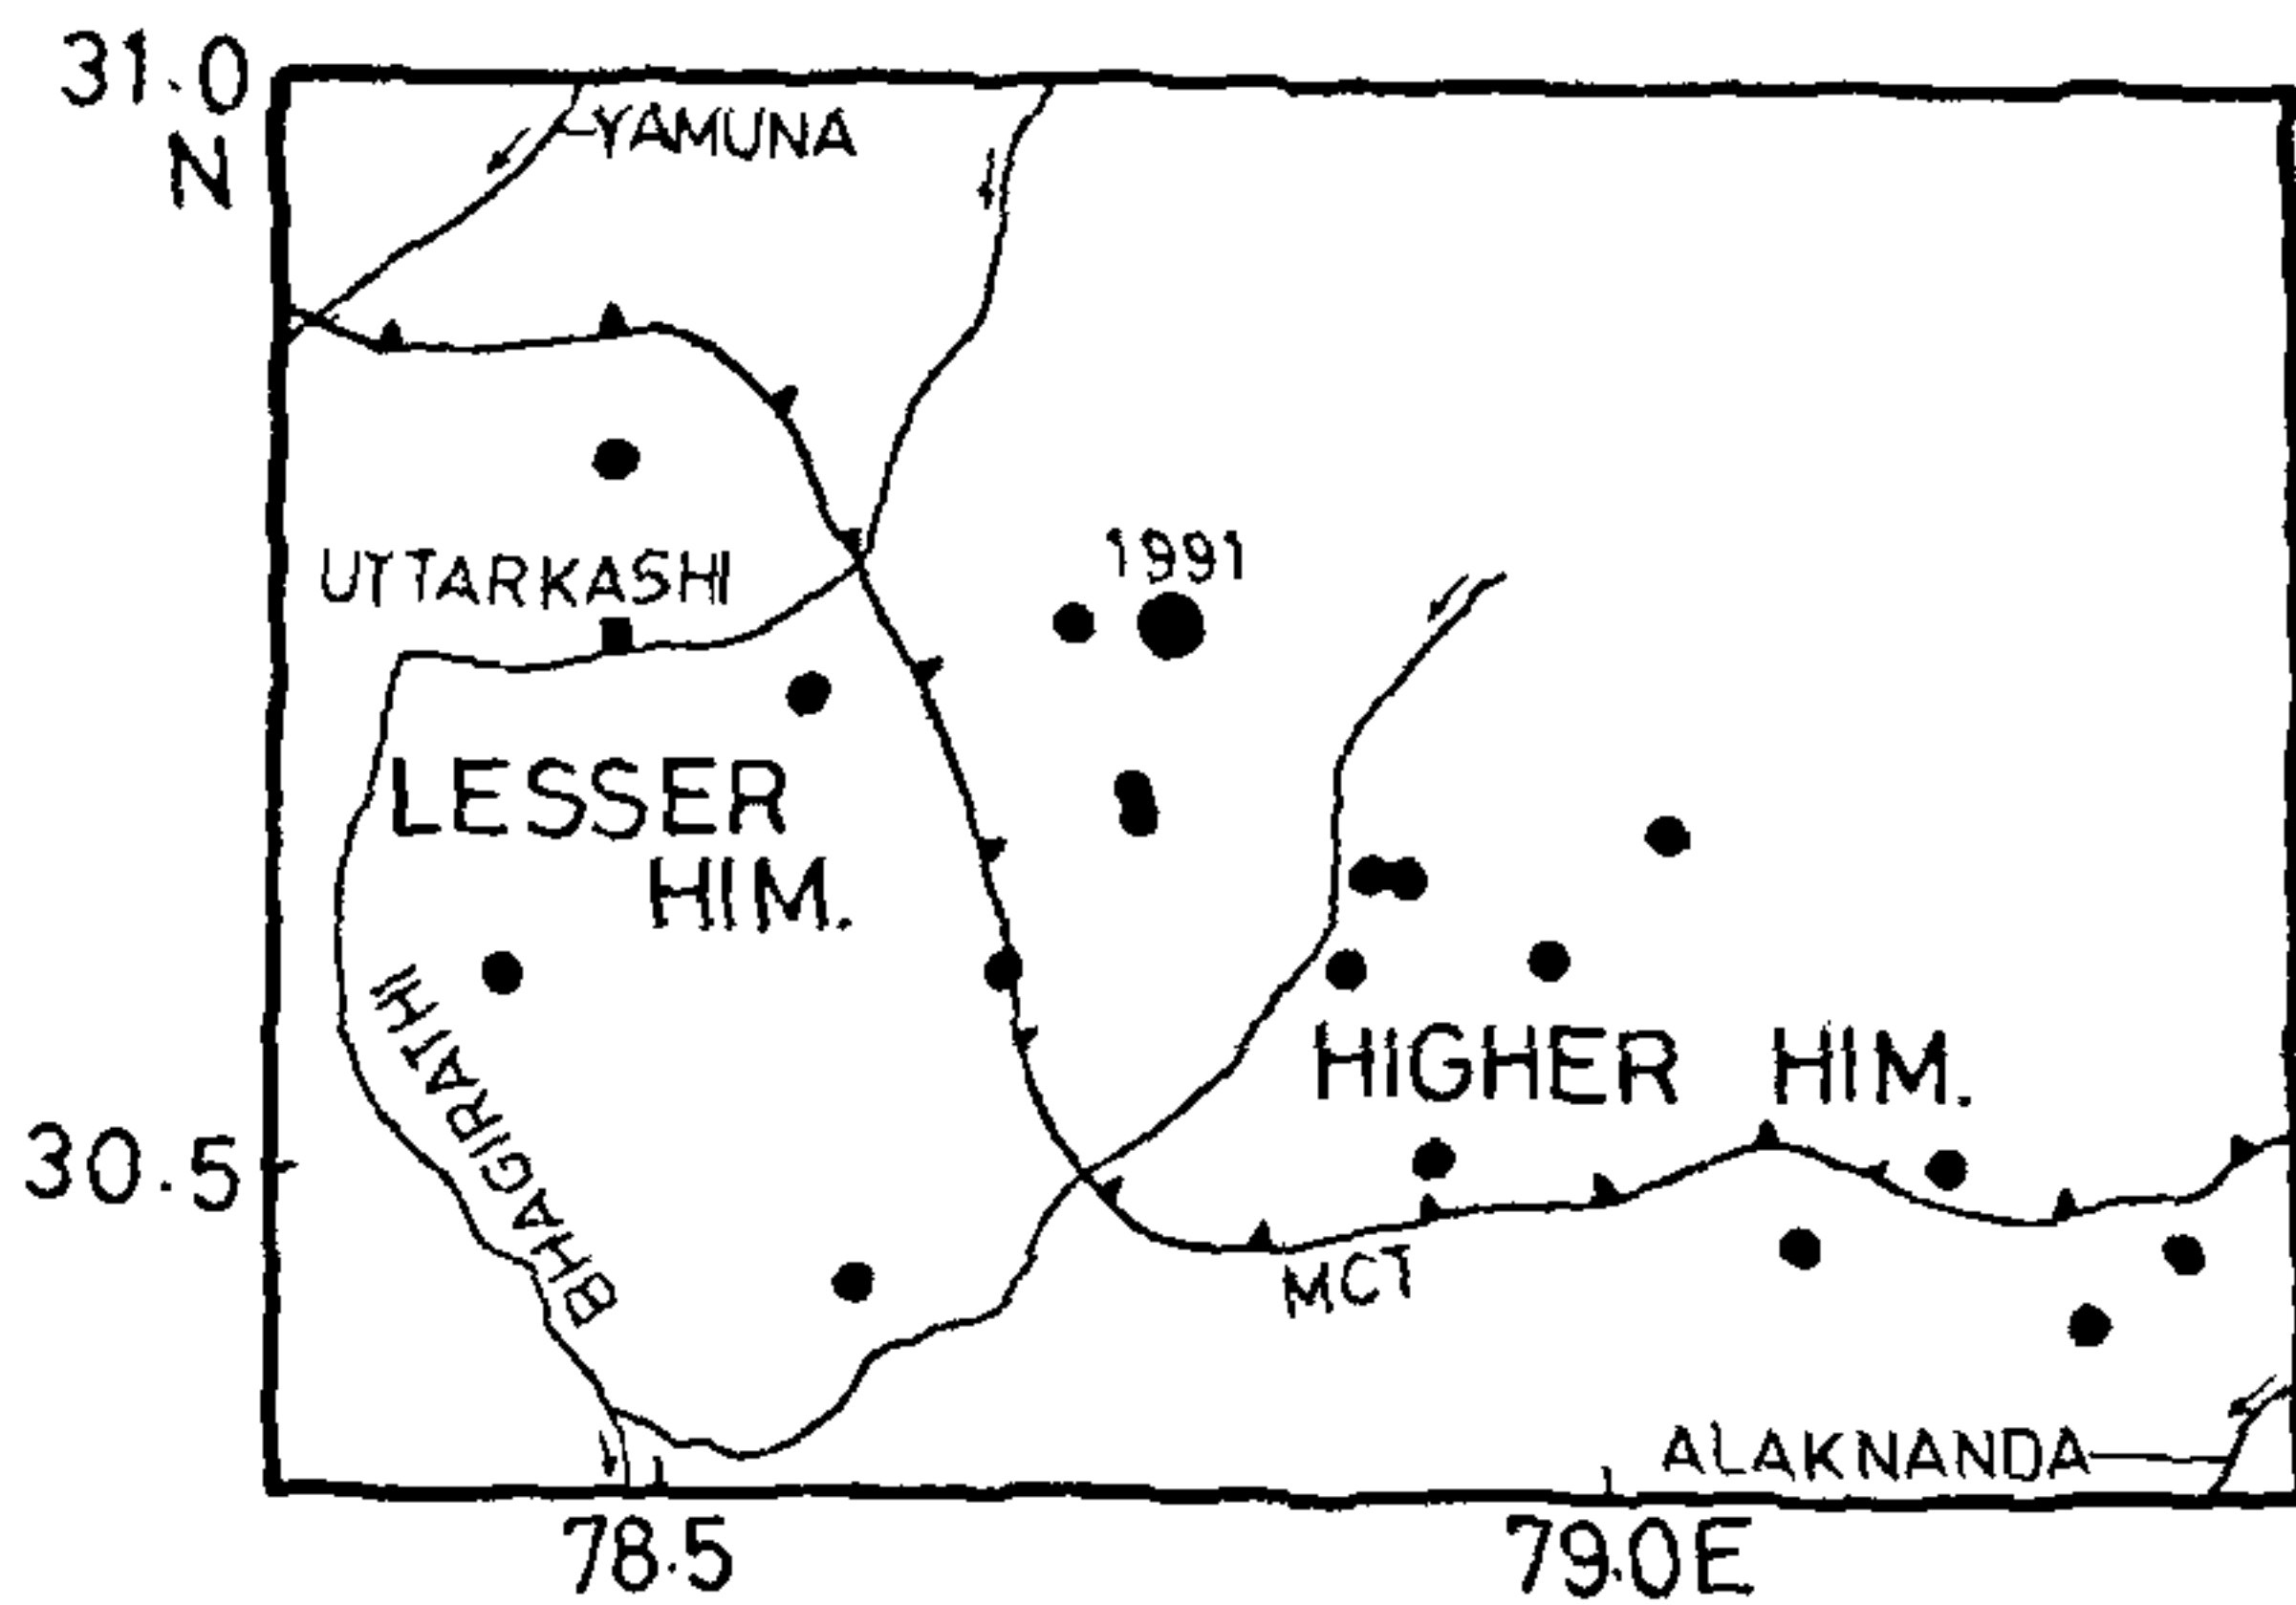 31.0
N
YAMUNA
UTTARKASHI
1991
LESSER
HIM.
BHAGIRATHI
HIGHER HIM.
30.5
MCT
ALAKNANDA
78.5
79.0E